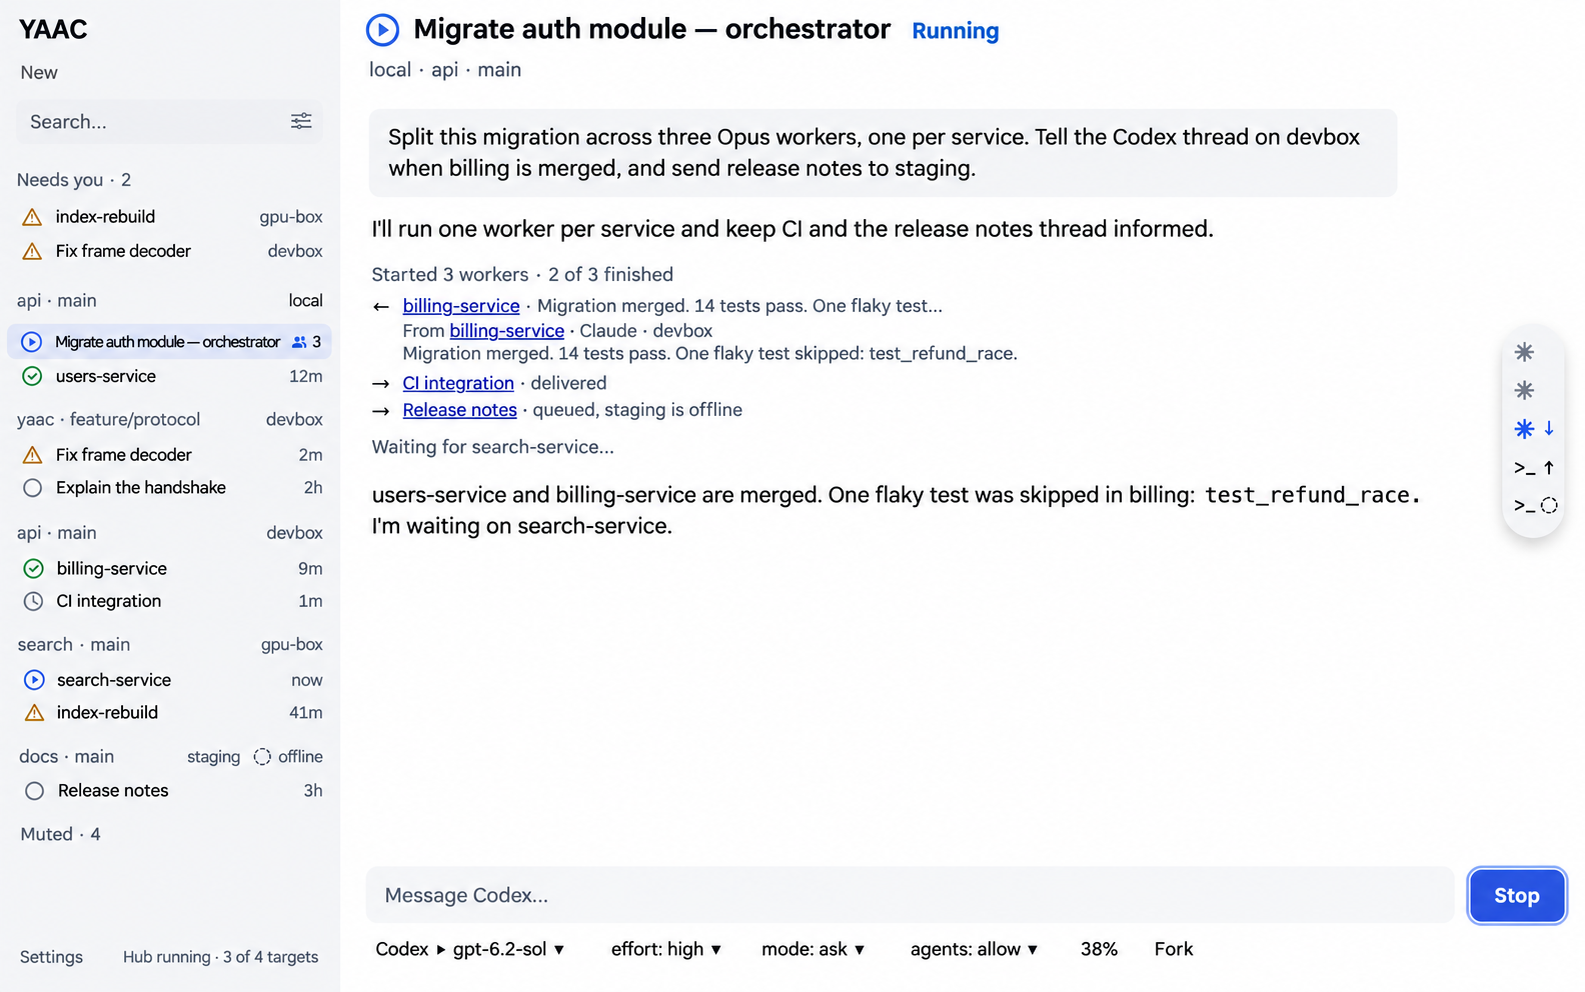 YAAC
New
Search...
Needs you · 2
index-rebuild gpu-box
Fix frame decoder devbox
api · main local
Migrate auth module — orchestrator 3
users-service 12m
yaac · feature/protocol devbox
Fix frame decoder 2m
Explain the handshake 2h
api · main devbox
billing-service 9m
CI integration 1m
search · main gpu-box
search-service now
index-rebuild 41m
docs · main staging offline
Release notes 3h
Muted · 4
Settings Hub running · 3 of 4 targets
Migrate auth module — orchestrator Running
local · api · main
Split this migration across three Opus workers, one per service. Tell the Codex thread on devbox
when billing is merged, and send release notes to staging.
I'll run one worker per service and keep CI and the release notes thread informed.
Started 3 workers · 2 of 3 finished
← billing-service · Migration merged. 14 tests pass. One flaky test...
From billing-service · Claude · devbox
Migration merged. 14 tests pass. One flaky test skipped: test_refund_race.
→ CI integration · delivered
→ Release notes · queued, staging is offline
Waiting for search-service...
users-service and billing-service are merged. One flaky test was skipped in billing: test_refund_race.
I'm waiting on search-service.
↓
>_ ↑
>_
Message Codex...
Stop
Codex ▸ gpt-6.2-sol ▾ effort: high ▾ mode: ask ▾ agents: allow ▾ 38% Fork